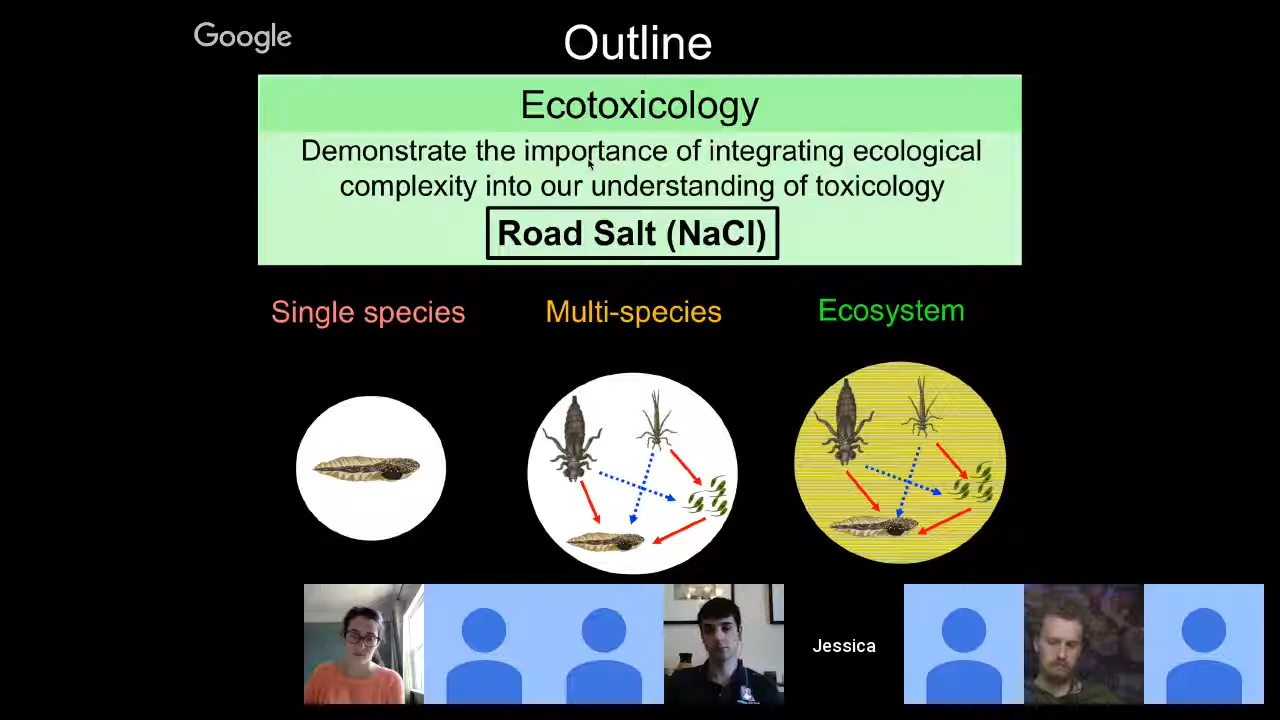 Google
Outline
Ecotoxicology
Demonstrate the importance of integrating ecological
complexity into our understanding of toxicology
Road Salt (NaCl)
Single species
Multi-species
Ecosystem
Jessica